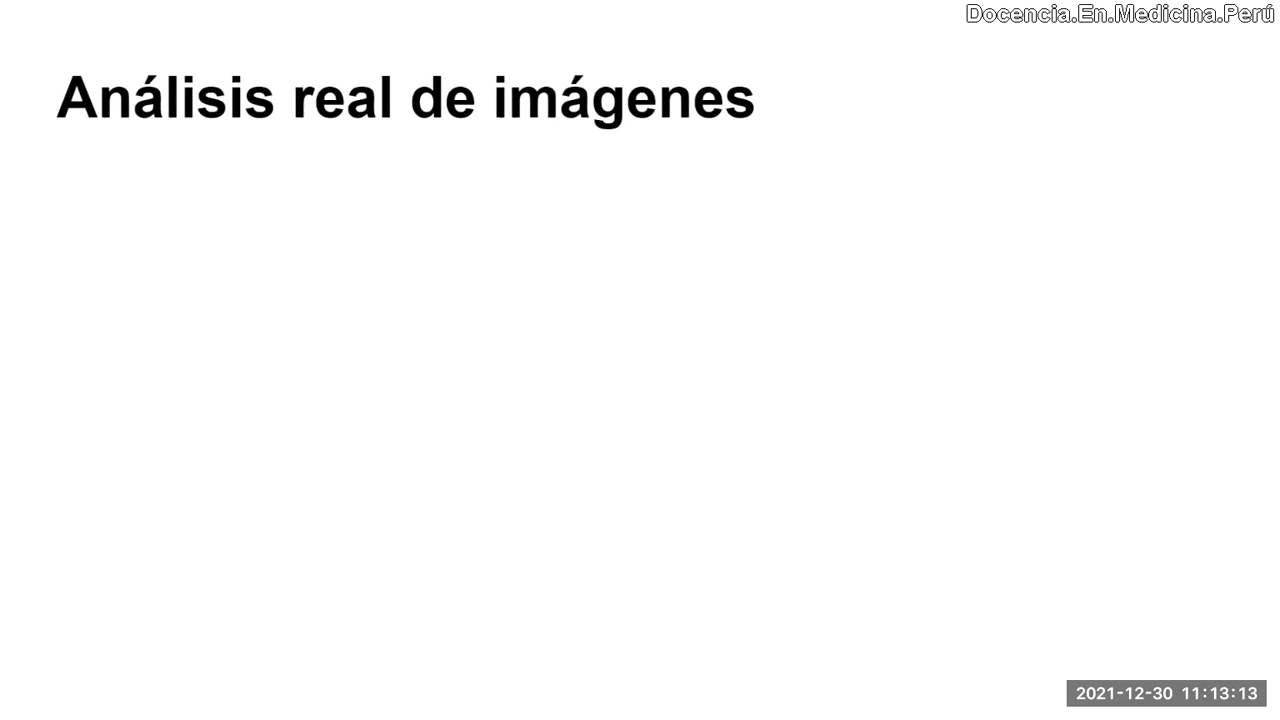 Docencia.En.Medicina.Perú
Análisis real de imágenes
2021-12-30 11:13:13